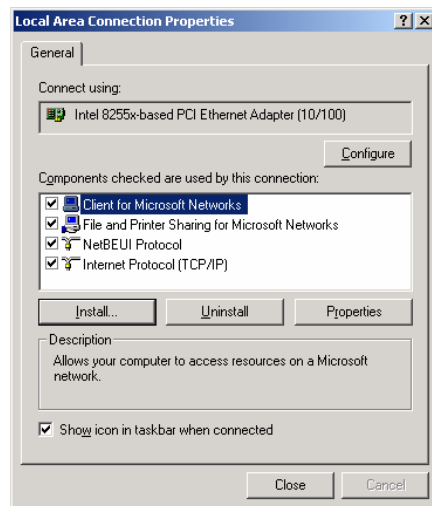 Local Area Connection Properties
General
Connect using:
Intel 8255x-based PCI Ethernet Adapter (10/100)
Configure
Components checked are used by this connection:
Client for Microsoft Networks
File and Printer Sharing for Microsoft Networks
NetBEUI Protocol
Internet Protocol (TCP/IP)
Install... Uninstall Properties
Description
Allows your computer to access resources on a Microsoft
network.
Show icon in taskbar when connected
Close Cancel